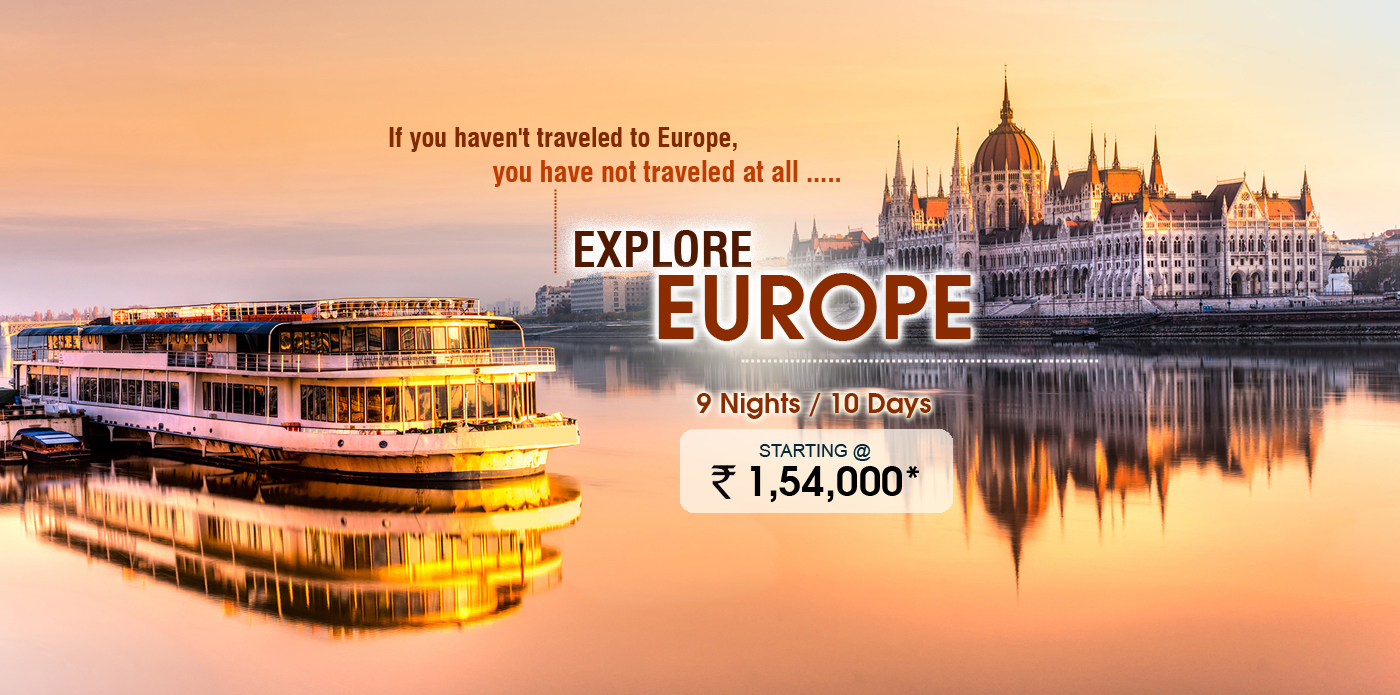 If you haven't traveled to Europe,
you have not traveled at all .....
EXPLORE
EUROPE
9 Nights / 10 Days
STARTING @
₹ 1,54,000*